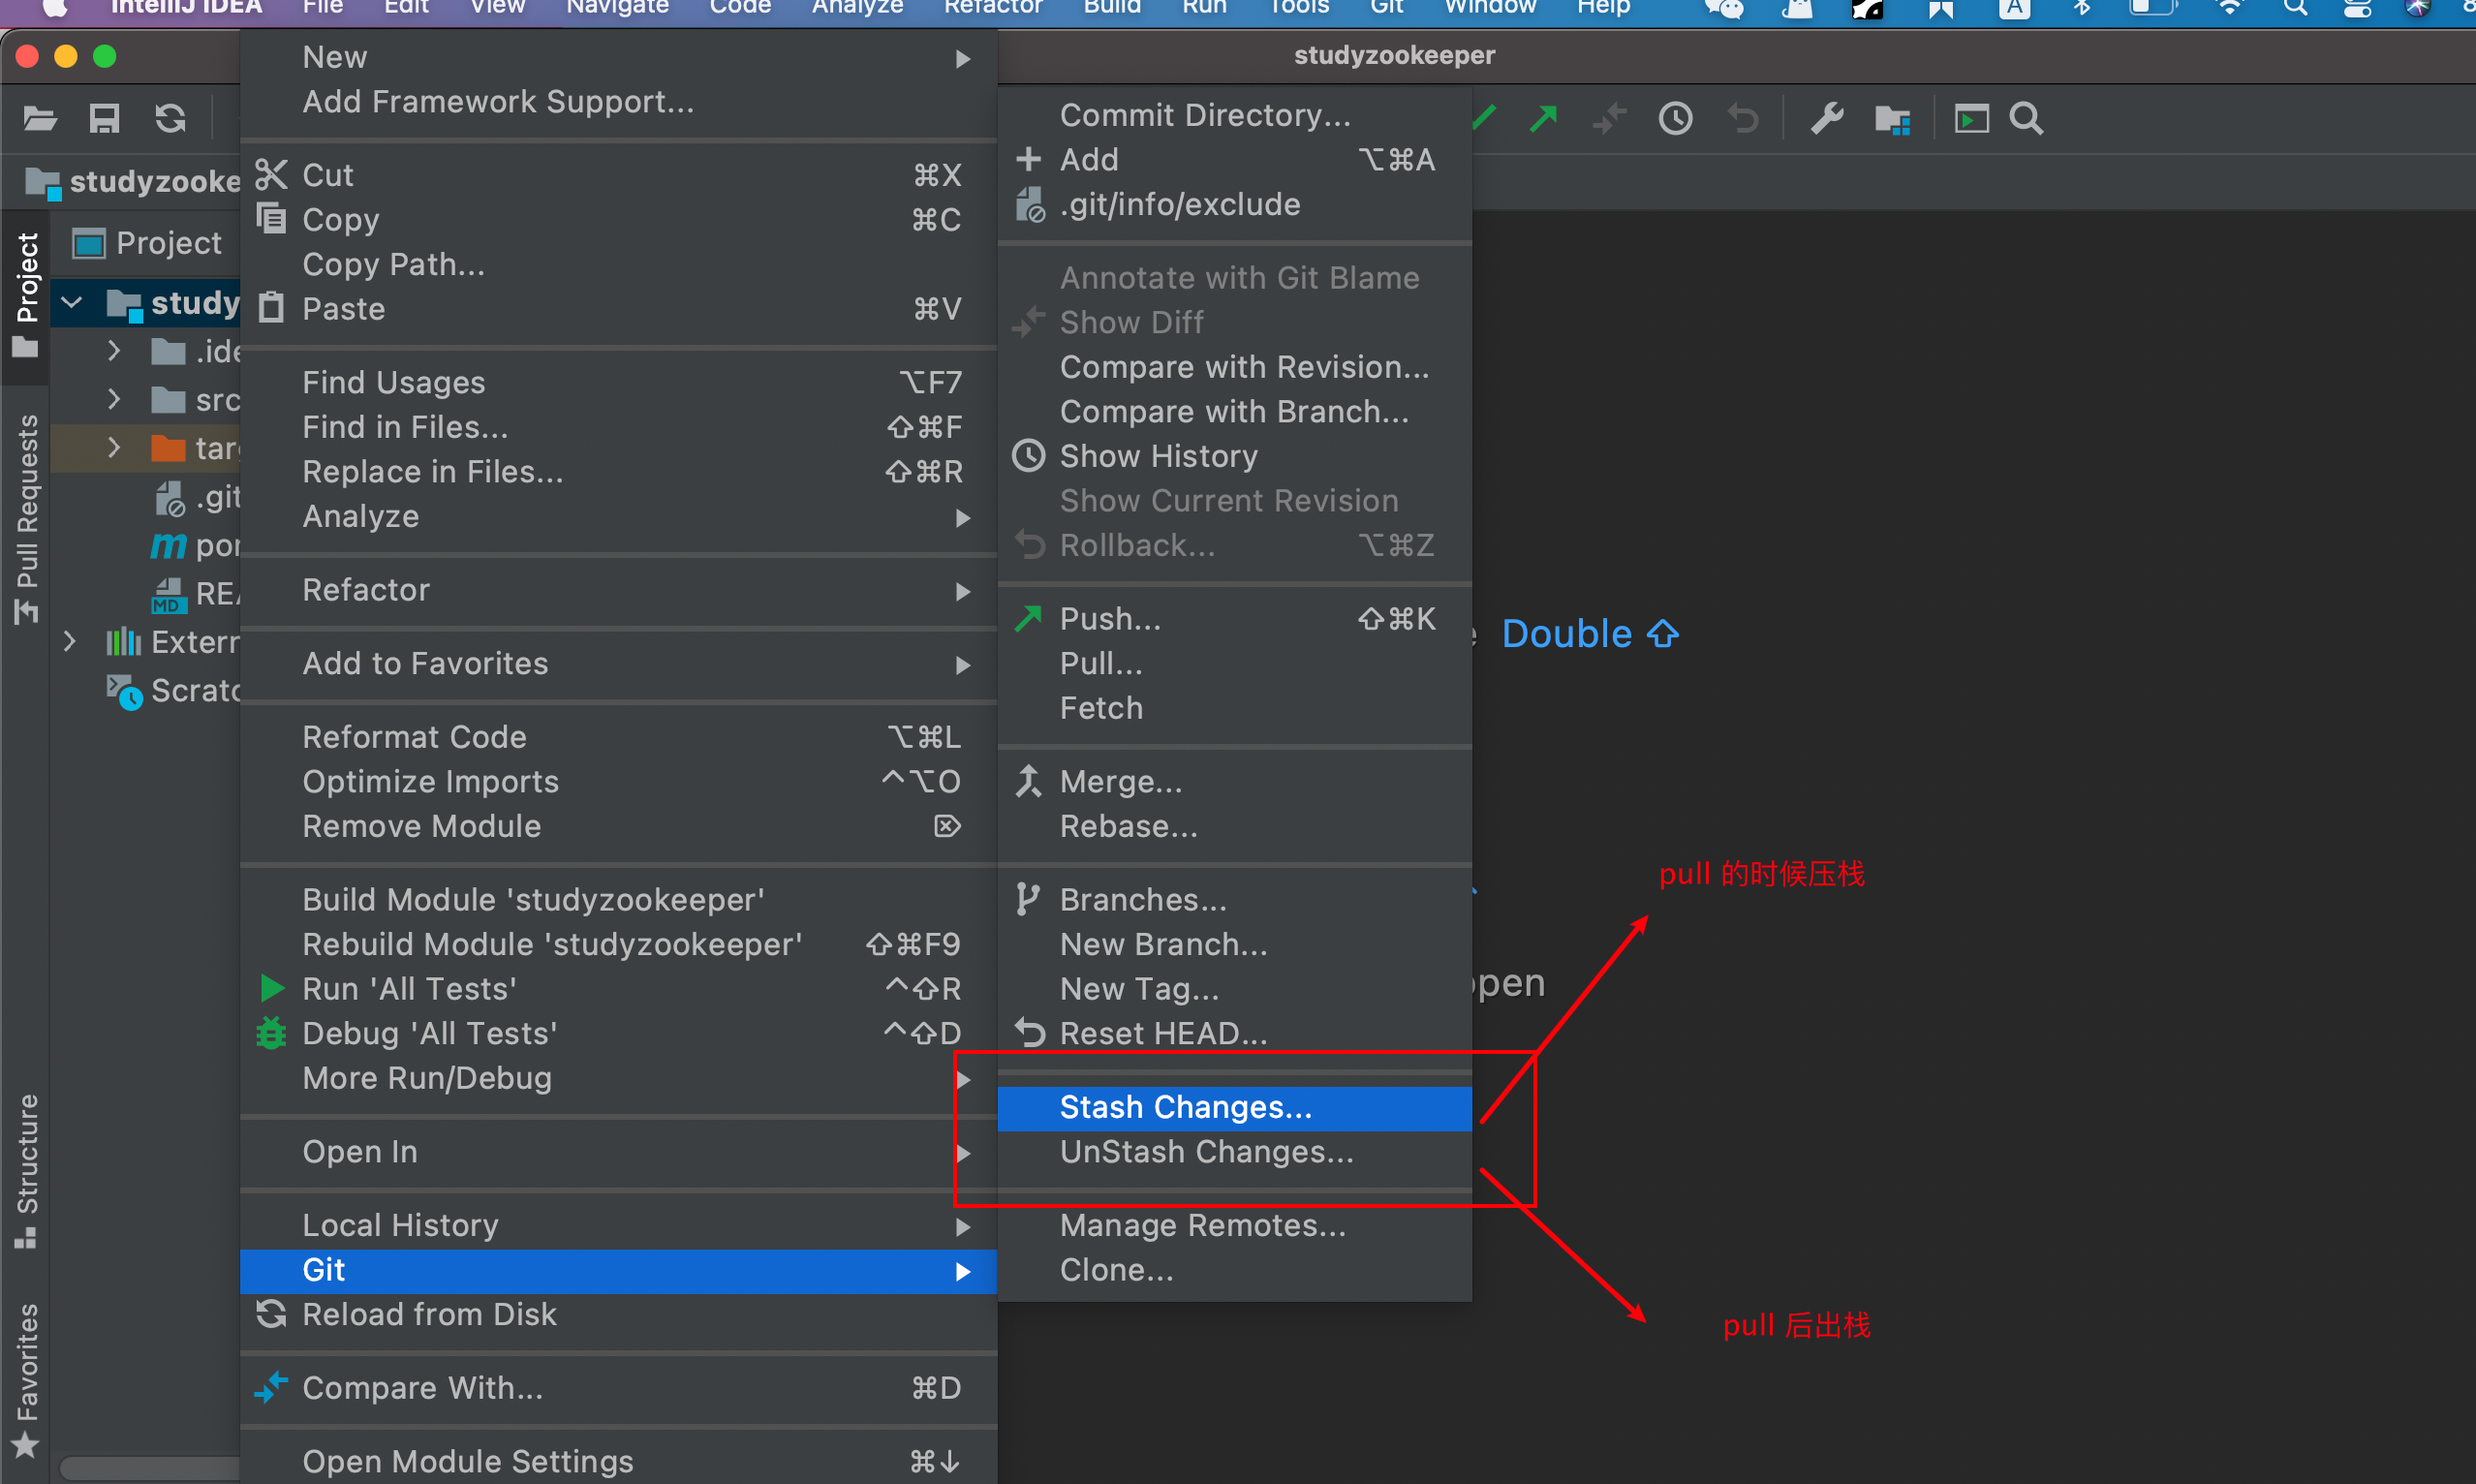 IntelliJ IDEA File Edit View Navigate Code Analyze Refactor Build Run Tools Git Window Help
studyzookeeper
studyzooke
Project
Project
Pull Requests
Structure
Favorites
study
.ide
src
targ
.git
por
REA
Extern
Scratc
New
Add Framework Support...
Cut ⌘X
Copy ⌘C
Copy Path...
Paste ⌘V
Find Usages ⌥F7
Find in Files... ⇧⌘F
Replace in Files... ⇧⌘R
Analyze
Refactor
Add to Favorites
Reformat Code ⌥⌘L
Optimize Imports ^⌥O
Remove Module ⌦
Build Module 'studyzookeeper'
Rebuild Module 'studyzookeeper' ⇧⌘F9
Run 'All Tests' ^⇧R
Debug 'All Tests' ^⇧D
More Run/Debug
Open In
Local History
Git
Reload from Disk
Compare With... ⌘D
Open Module Settings ⌘↓
Commit Directory...
Add ⌥⌘A
.git/info/exclude
Annotate with Git Blame
Show Diff
Compare with Revision...
Compare with Branch...
Show History
Show Current Revision
Rollback... ⌥⌘Z
Push... ⇧⌘K
Pull...
Fetch
Merge...
Rebase...
Branches...
New Branch...
New Tag...
Reset HEAD...
Stash Changes...
UnStash Changes...
Manage Remotes...
Clone...
Double ⇧
pull 的时候压栈
open
pull 后出栈